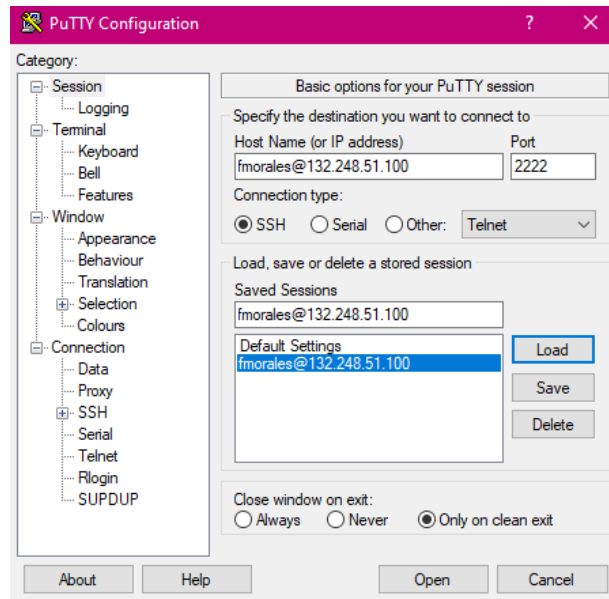 PuTTY Configuration ? ×
Category:
Session
Logging
Terminal
Keyboard
Bell
Features
Window
Appearance
Behaviour
Translation
Selection
Colours
Connection
Data
Proxy
SSH
Serial
Telnet
Rlogin
SUPDUP
Basic options for your PuTTY session
Specify the destination you want to connect to
Host Name (or IP address) Port
fmorales@132.248.51.100 2222
Connection type:
SSH Serial Other: Telnet
Load, save or delete a stored session
Saved Sessions
fmorales@132.248.51.100
Default Settings
fmorales@132.248.51.100
Load
Save
Delete
Close window on exit:
Always Never Only on clean exit
About Help Open Cancel